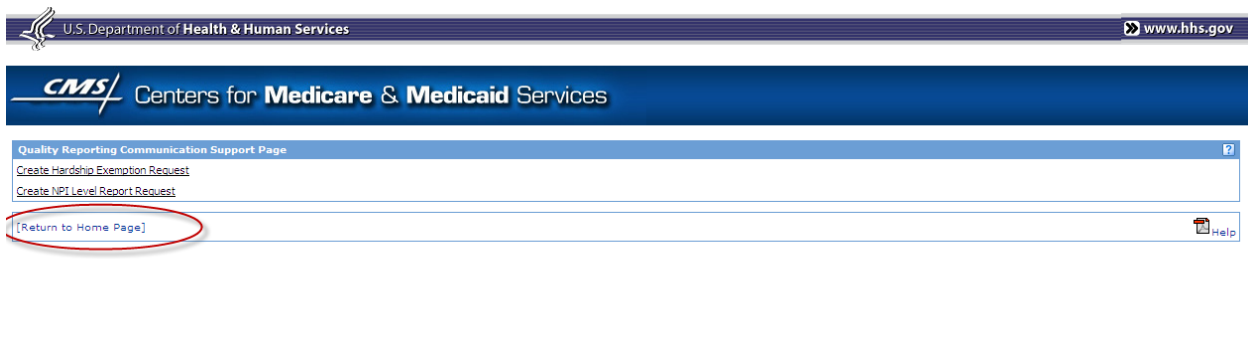 U.S. Department of Health & Human Services
www.hhs.gov
CMS
Centers for Medicare & Medicaid Services
Quality Reporting Communication Support Page
?
Create Hardship Exemption Request
Create NPI Level Report Request
[Return to Home Page]
Help